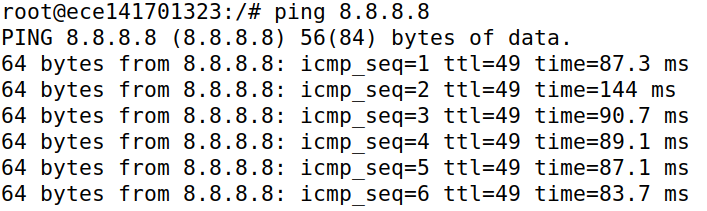 root@ece141701323:/# ping 8.8.8.8
PING 8.8.8.8 (8.8.8.8) 56(84) bytes of data.
64 bytes from 8.8.8.8: icmp_seq=1 ttl=49 time=87.3 ms
64 bytes from 8.8.8.8: icmp_seq=2 ttl=49 time=144 ms
64 bytes from 8.8.8.8: icmp_seq=3 ttl=49 time=90.7 ms
64 bytes from 8.8.8.8: icmp_seq=4 ttl=49 time=89.1 ms
64 bytes from 8.8.8.8: icmp_seq=5 ttl=49 time=87.1 ms
64 bytes from 8.8.8.8: icmp_seq=6 ttl=49 time=83.7 ms